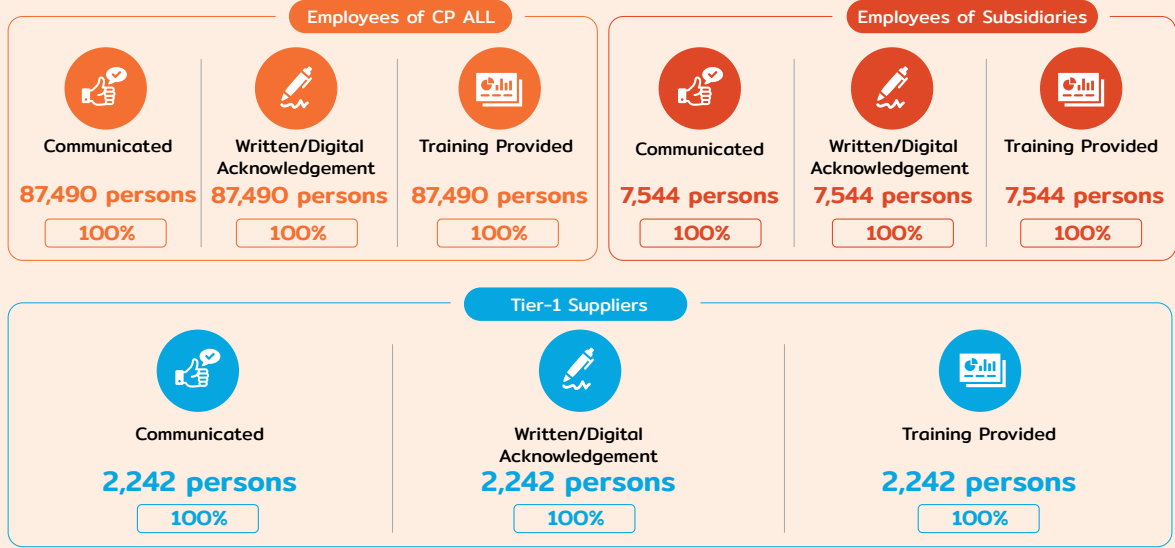 Employees of CP ALL
Communicated
87,490 persons
100%
Written/Digital
Acknowledgement
87,490 persons
100%
Training Provided
87,490 persons
100%
Employees of Subsidiaries
Communicated
7,544 persons
100%
Written/Digital
Acknowledgement
7,544 persons
100%
Training Provided
7,544 persons
100%
Tier-1 Suppliers
Communicated
2,242 persons
100%
Written/Digital
Acknowledgement
2,242 persons
100%
Training Provided
2,242 persons
100%